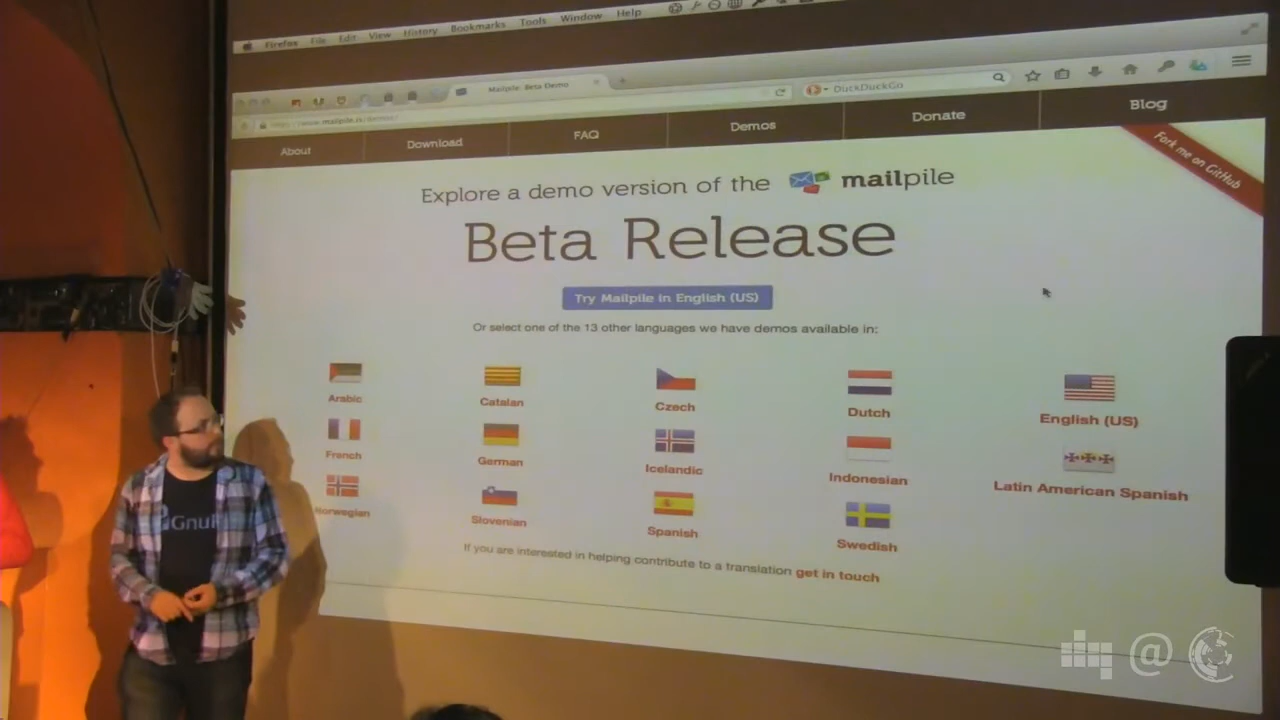 Firefox File Edit View History Bookmarks Tools Window Help
Mailpile: Beta Demo
DuckDuckGo
About Download FAQ Demos Donate Blog
Fork me on GitHub
Explore a demo version of the mailpile
Beta Release
Try Mailpile in English (US)
Or select one of the 13 other languages we have demos available in:
Arabic Catalan Czech Dutch English (US)
French German Icelandic Indonesian Latin American Spanish
Norwegian Slovenian Spanish Swedish
If you are interested in helping contribute to a translation get in touch
Gnu
@